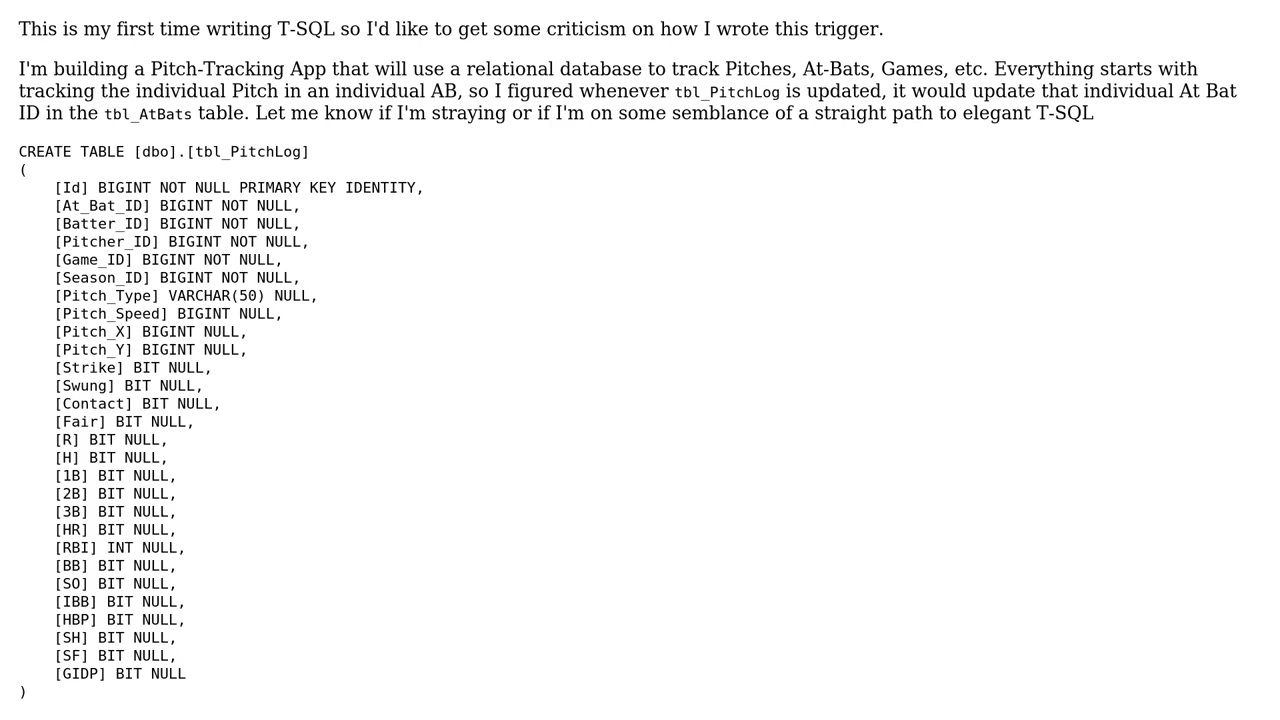 This is my first time writing T-SQL so I'd like to get some criticism on how I wrote this trigger.
I'm building a Pitch-Tracking App that will use a relational database to track Pitches, At-Bats, Games, etc. Everything starts with
tracking the individual Pitch in an individual AB, so I figured whenever tbl_PitchLog is updated, it would update that individual At Bat
ID in the tbl_AtBats table. Let me know if I'm straying or if I'm on some semblance of a straight path to elegant T-SQL
CREATE TABLE [dbo].[tbl_PitchLog]
(
    [Id] BIGINT NOT NULL PRIMARY KEY IDENTITY,
    [At_Bat_ID] BIGINT NOT NULL,
    [Batter_ID] BIGINT NOT NULL,
    [Pitcher_ID] BIGINT NOT NULL,
    [Game_ID] BIGINT NOT NULL,
    [Season_ID] BIGINT NOT NULL,
    [Pitch_Type] VARCHAR(50) NULL,
    [Pitch_Speed] BIGINT NULL,
    [Pitch_X] BIGINT NULL,
    [Pitch_Y] BIGINT NULL,
    [Strike] BIT NULL,
    [Swung] BIT NULL,
    [Contact] BIT NULL,
    [Fair] BIT NULL,
    [R] BIT NULL,
    [H] BIT NULL,
    [1B] BIT NULL,
    [2B] BIT NULL,
    [3B] BIT NULL,
    [HR] BIT NULL,
    [RBI] INT NULL,
    [BB] BIT NULL,
    [SO] BIT NULL,
    [IBB] BIT NULL,
    [HBP] BIT NULL,
    [SH] BIT NULL,
    [SF] BIT NULL,
    [GIDP] BIT NULL
)